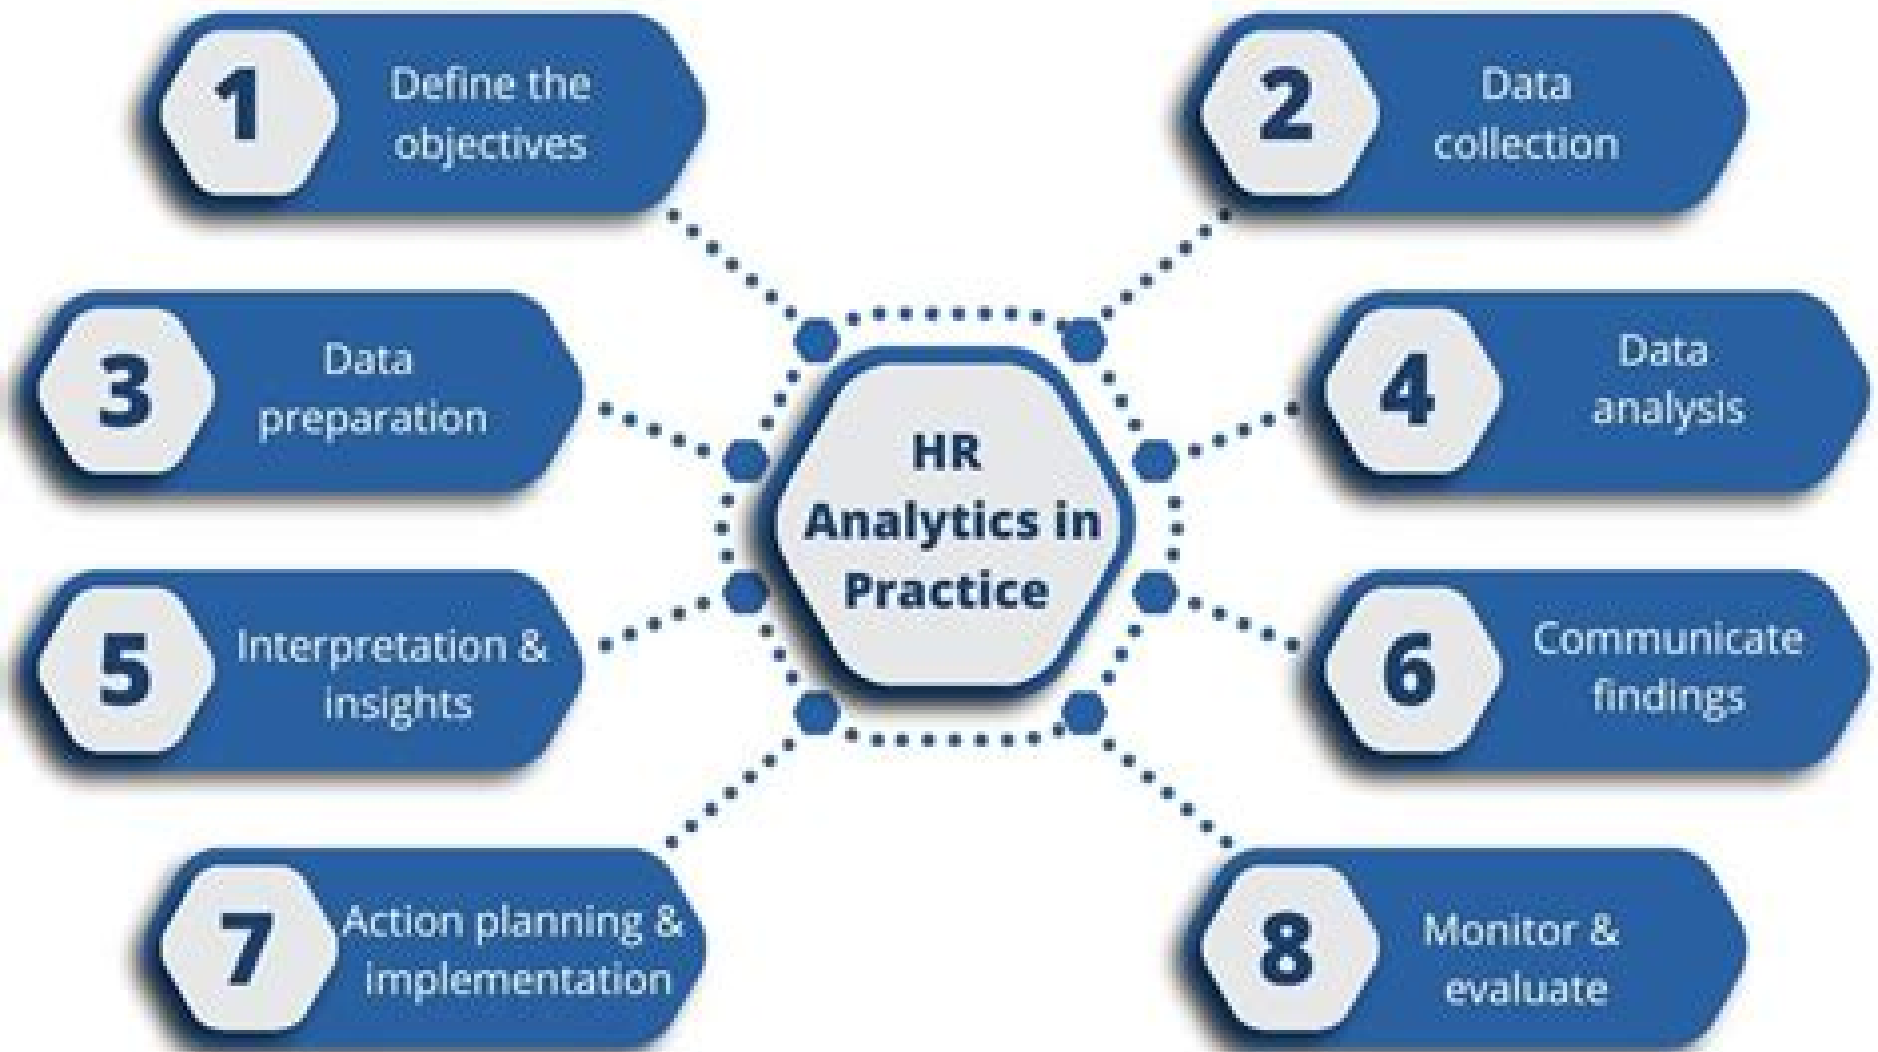 1
Define the
objectives
2
Data
collection
3
Data
preparation
4
Data
analysis
HR
Analytics in
Practice
5
Interpretation &
insights
6
Communicate
findings
7
Action planning &
implementation
8
Monitor &
evaluate